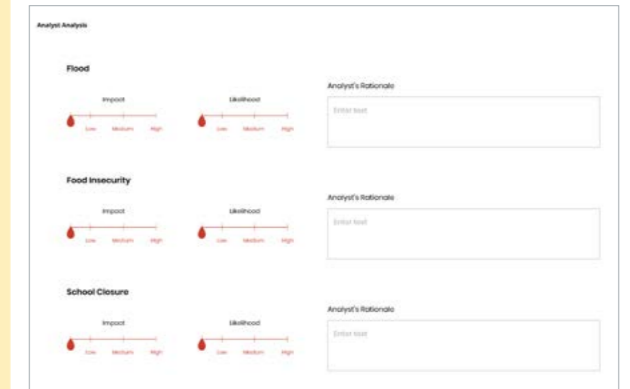 Analyst Analysis
Flood
Analyst's Rationale
Impact Likelihood
Enter text
Low Medium High Low Medium High
Food Insecurity
Analyst's Rationale
Impact Likelihood
Enter text
Low Medium High Low Medium High
School Closure
Analyst's Rationale
Impact Likelihood
Enter text
Low Medium High Low Medium High